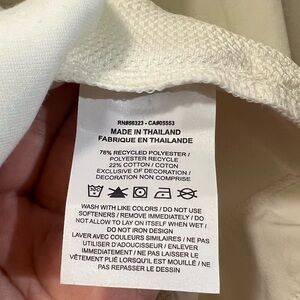 RN#56323 - CA#05553
MADE IN THAILAND
FABRIQUE EN THAILANDE
78% RECYCLED POLYESTER /
POLYESTER RECYCLE
22% COTTON / COTON
EXCLUSIVE OF DECORATION /
DECORATION NON COMPRISE
WASH WITH LIKE COLORS / DO NOT USE
SOFTENERS / REMOVE IMMEDIATELY / DO
NOT ALLOW TO LAY ON ITSELF WHEN WET /
DO NOT IRON DESIGN
LAVER AVEC COULEURS SIMILAIRES / NE PAS
UTILISER D'ADOUCISSEUR / ENLEVER
IMMÉDIATEMENT / NE PAS LAISSER LE
VÊTEMENT PLIÉ LORSQU'IL EST MOUILLÉ / NE
PAS REPASSER LE DESSIN